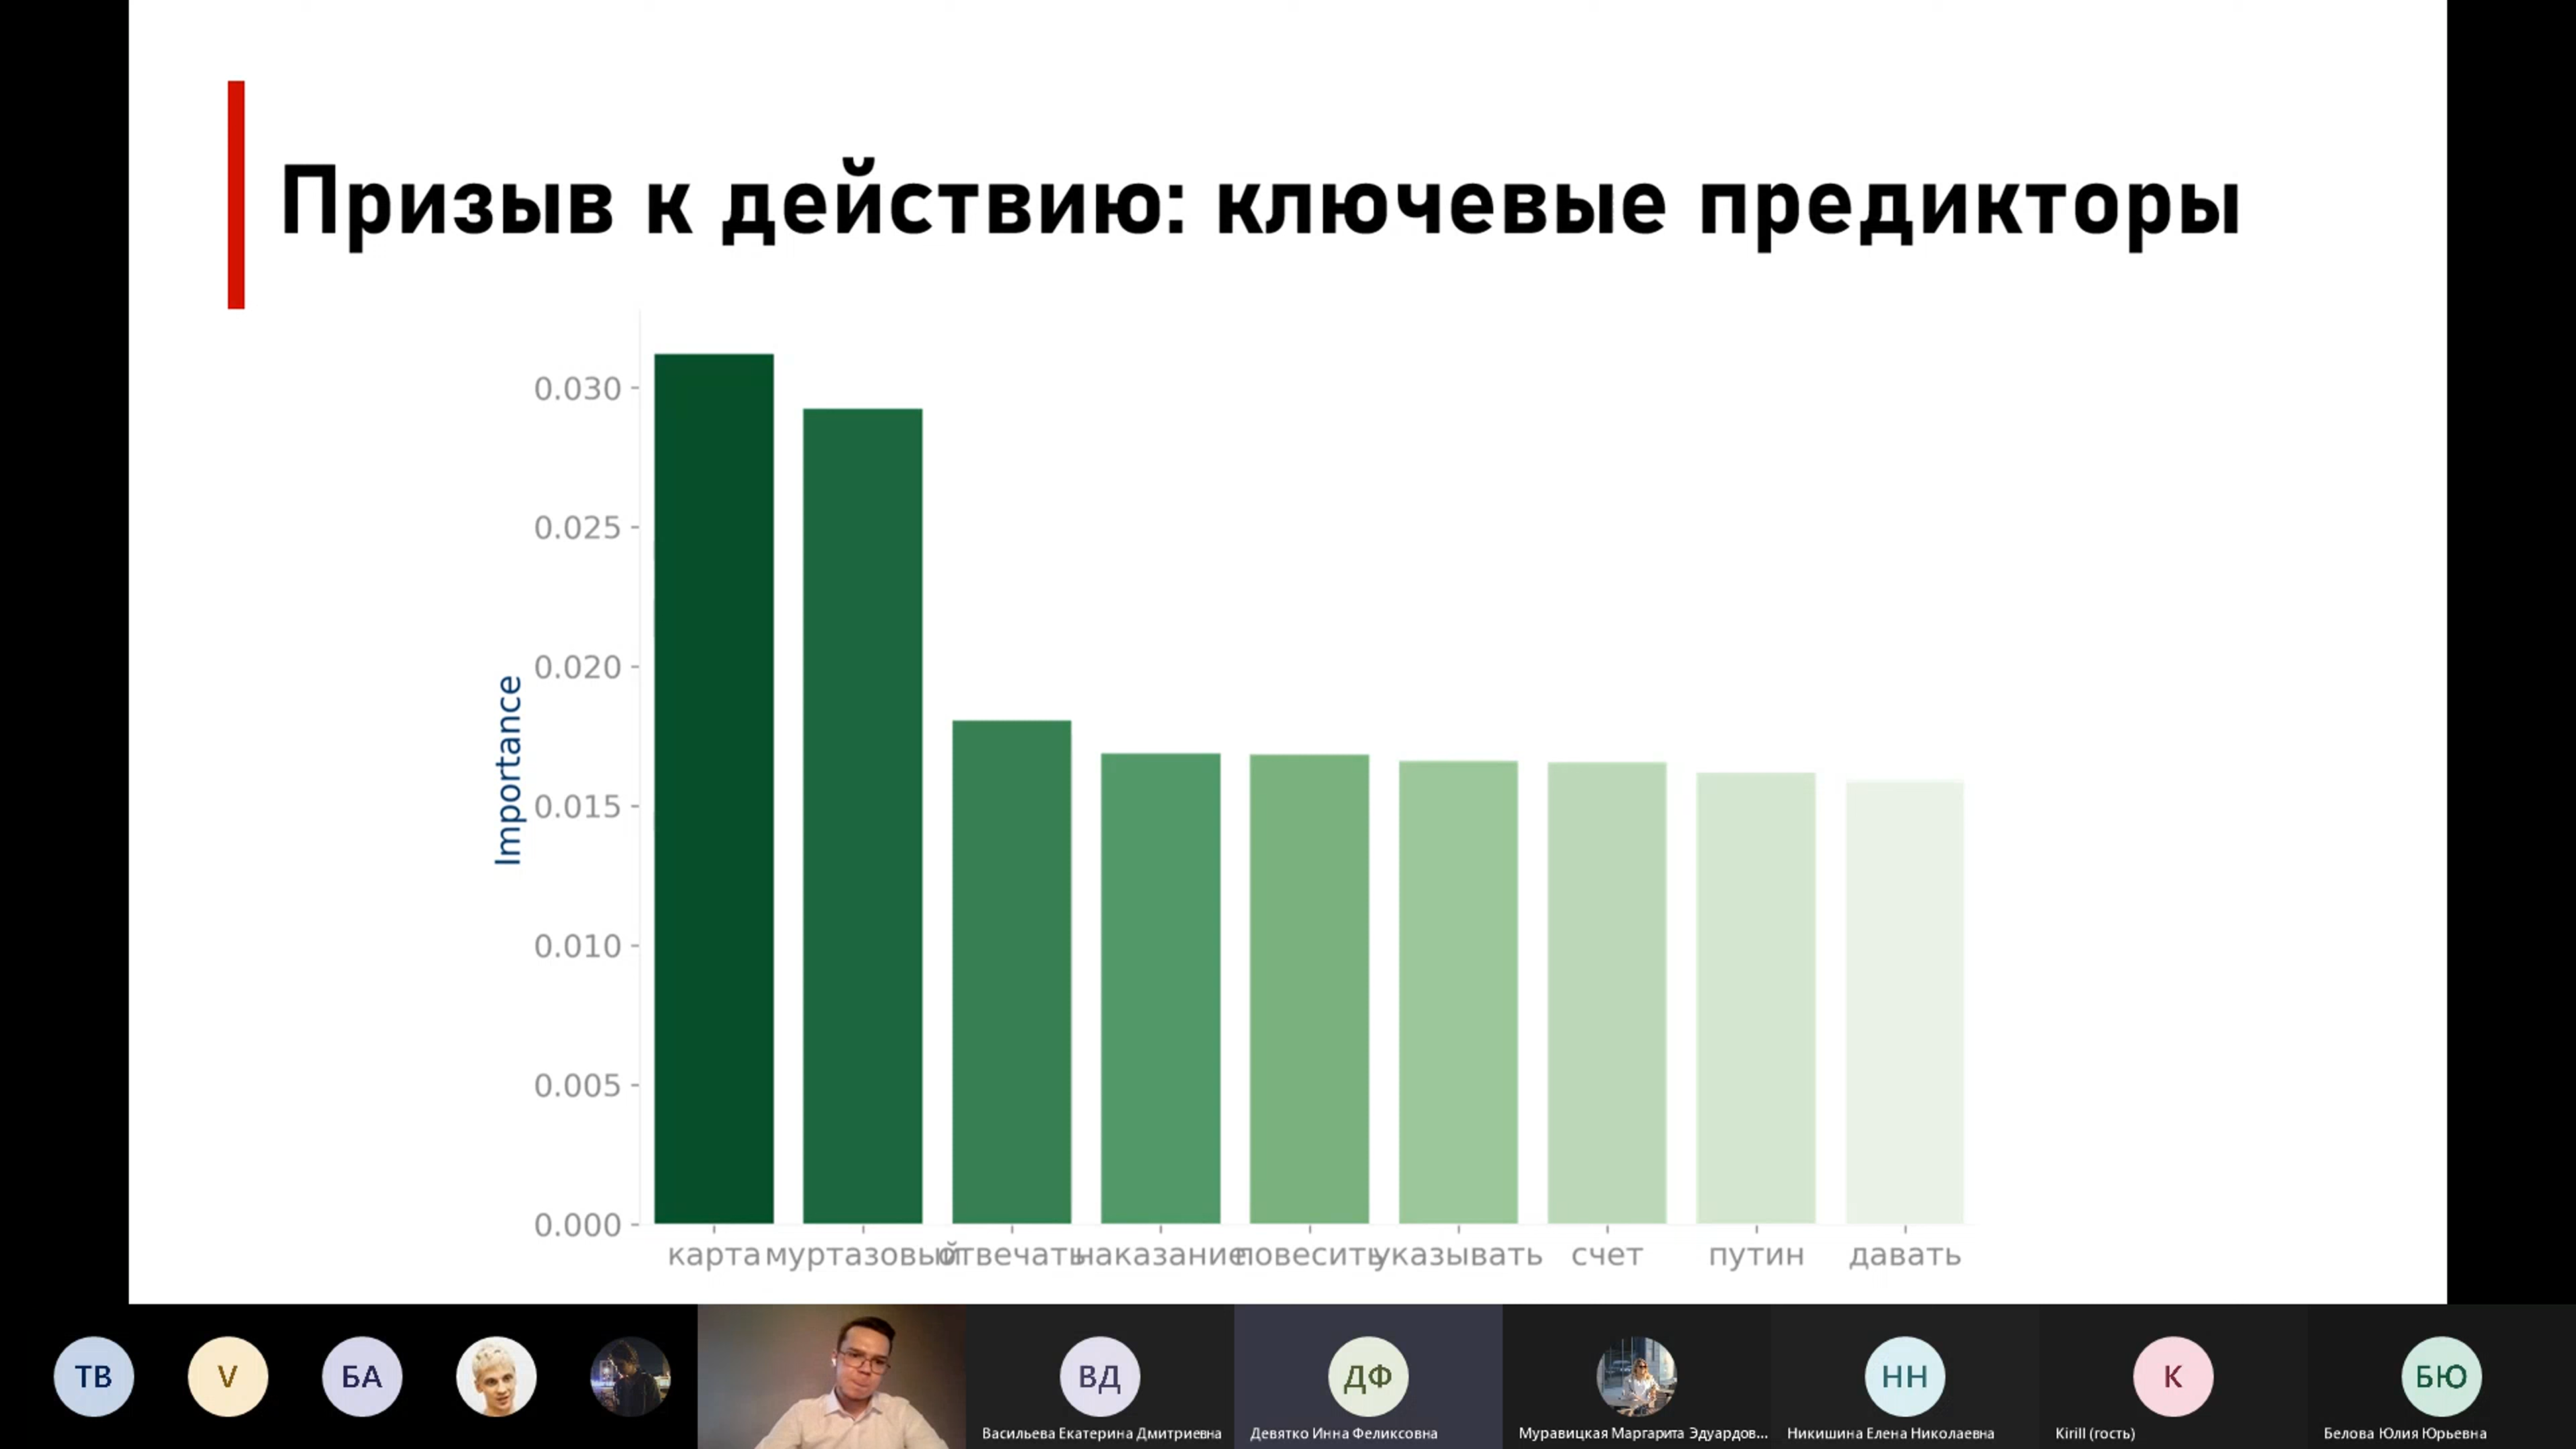 Призыв к действию: ключевые предикторы
0.030
0.025
0.020
0.015
0.010
0.005
0.000
Importance
карта муртазовый отвечать наказание повесить указывать счет путин давать
ТВ V БА ВД ДФ НН K БЮ
Васильева Екатерина Дмитриевна Девятко Инна Феликсовна Муравицкая Маргарита Эдуардов... Никишина Елена Николаевна Kirill (гость) Белова Юлия Юрьевна